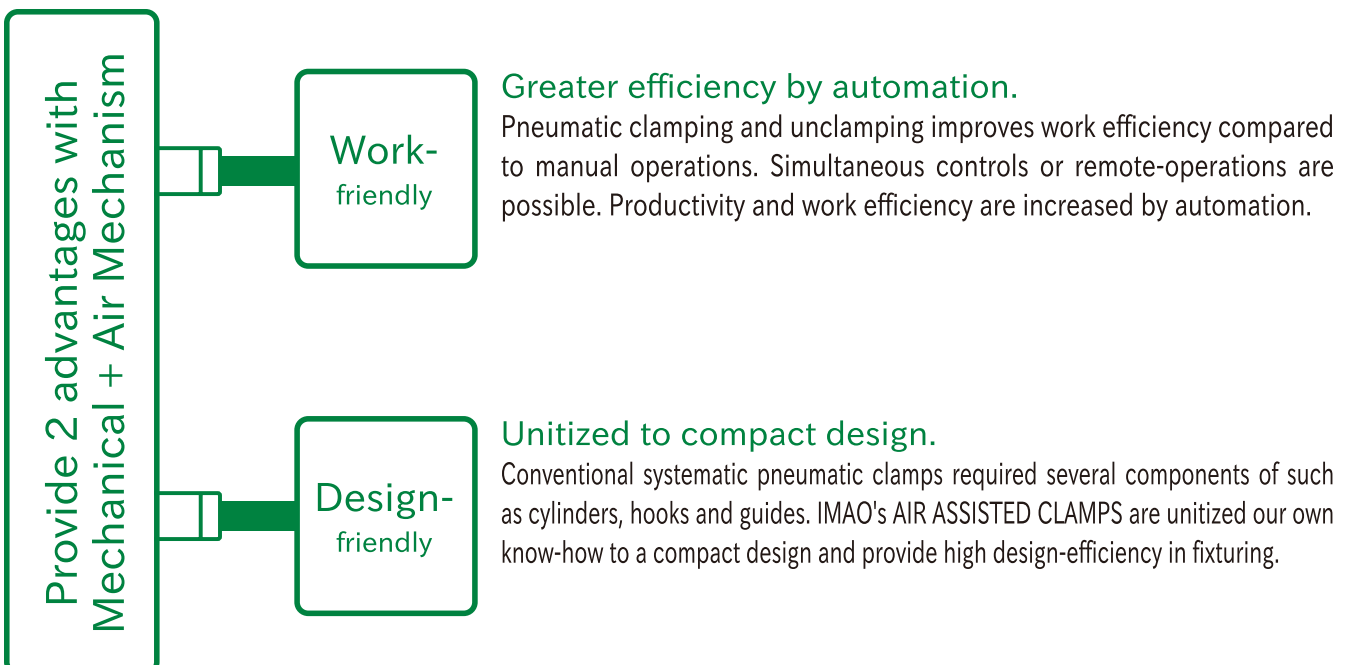 Provide 2 advantages with
Mechanical + Air Mechanism
Work-
friendly
Greater efficiency by automation.
Pneumatic clamping and unclamping improves work efficiency compared
to manual operations. Simultaneous controls or remote-operations are
possible. Productivity and work efficiency are increased by automation.
Design-
friendly
Unitized to compact design.
Conventional systematic pneumatic clamps required several components of such
as cylinders, hooks and guides. IMAO's AIR ASSISTED CLAMPS are unitized our own
know-how to a compact design and provide high design-efficiency in fixturing.